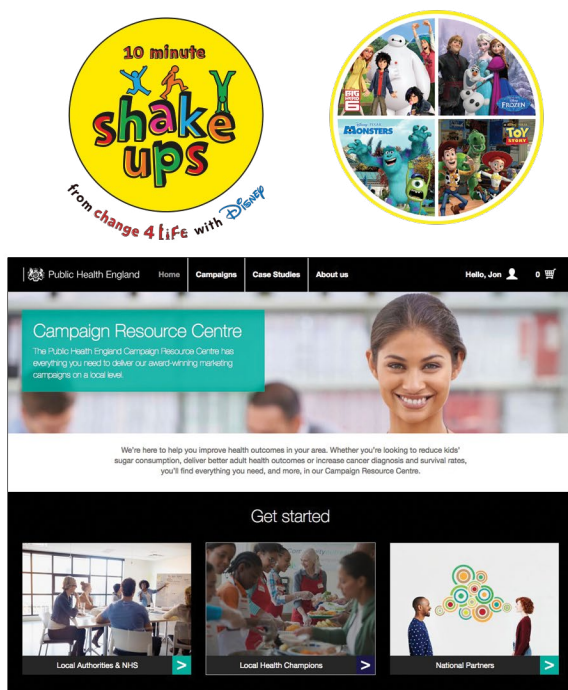 10 minute
shake
ups
from change 4 LiFE with Disney
BIG
HERO
6
FROZEN
DISNEY · PIXAR
MONSTERS
TOY
STORY
Public Health England
Home
Campaigns
Case Studies
About us
Hello, Jon
0
Campaign Resource Centre
The Public Health England Campaign Resource Centre has
everything you need to deliver our award-winning marketing
campaigns on a local level.
We're here to help you improve health outcomes in your area. Whether you're looking to reduce kids'
sugar consumption, deliver better adult health outcomes or increase cancer diagnosis and survival rates,
you'll find everything you need, and more, in our Campaign Resource Centre.
Get started
Local Authorities & NHS >
Local Health Champions >
National Partners >